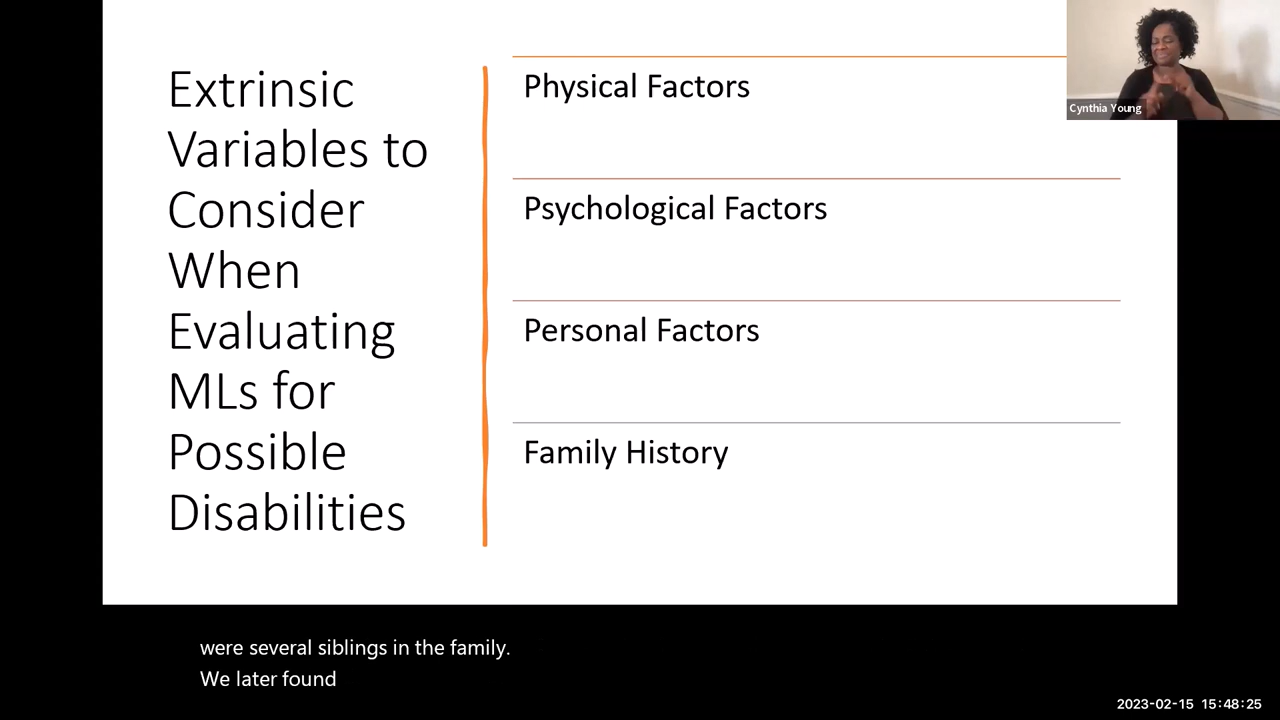 Extrinsic
Variables to
Consider
When
Evaluating
MLs for
Possible
Disabilities
Physical Factors
Psychological Factors
Personal Factors
Family History
Cynthia Young
were several siblings in the family.
We later found
2023-02-15 15:48:25